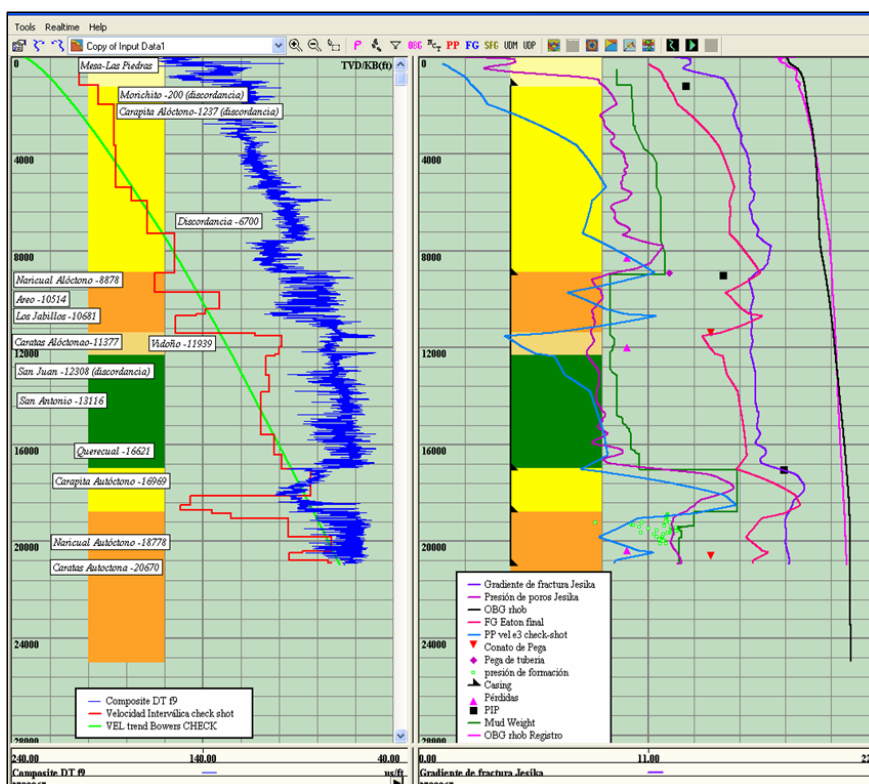 Tools Realtime Help
Copy of Input Data1
P OBG PP FG SFG UDM UDP
0
TVD/KB(ft)
Mesa-Las Piedras
Morichito -200 (discordancia)
Carapita Alóctono -1237 (discordancia)
4000
Discordancia -6700
8000
Naricual Alóctono -8878
Areo -10514
Los Jabillos -10681
Caratas Alóctonao -11377
Vidoño -11939
12000
San Juan -12308 (discordancia)
San Antonio -13116
16000
Querecual -16621
Carapita Autóctono -16969
Naricual Autóctono -18778
20000
Caratas Autoctona -20670
24000
28000
Composite DT f9
Velocidad Interválica check shot
VEL trend Bowers CHECK
240.00 140.00 40.00
Composite DT f9 us/ft
0
4000
8000
12000
16000
20000
24000
28000
Gradiente de fractura Jesika
Presión de poros Jesika
OBG rhob
FG Eaton final
PP vel e3 check-shot
Conato de Pega
Pega de tuberia
presión de formación
Casing
Pérdidas
PIP
Mud Weight
OBG rhob Registro
0.00 11.00
Gradiente de fractura Jesika